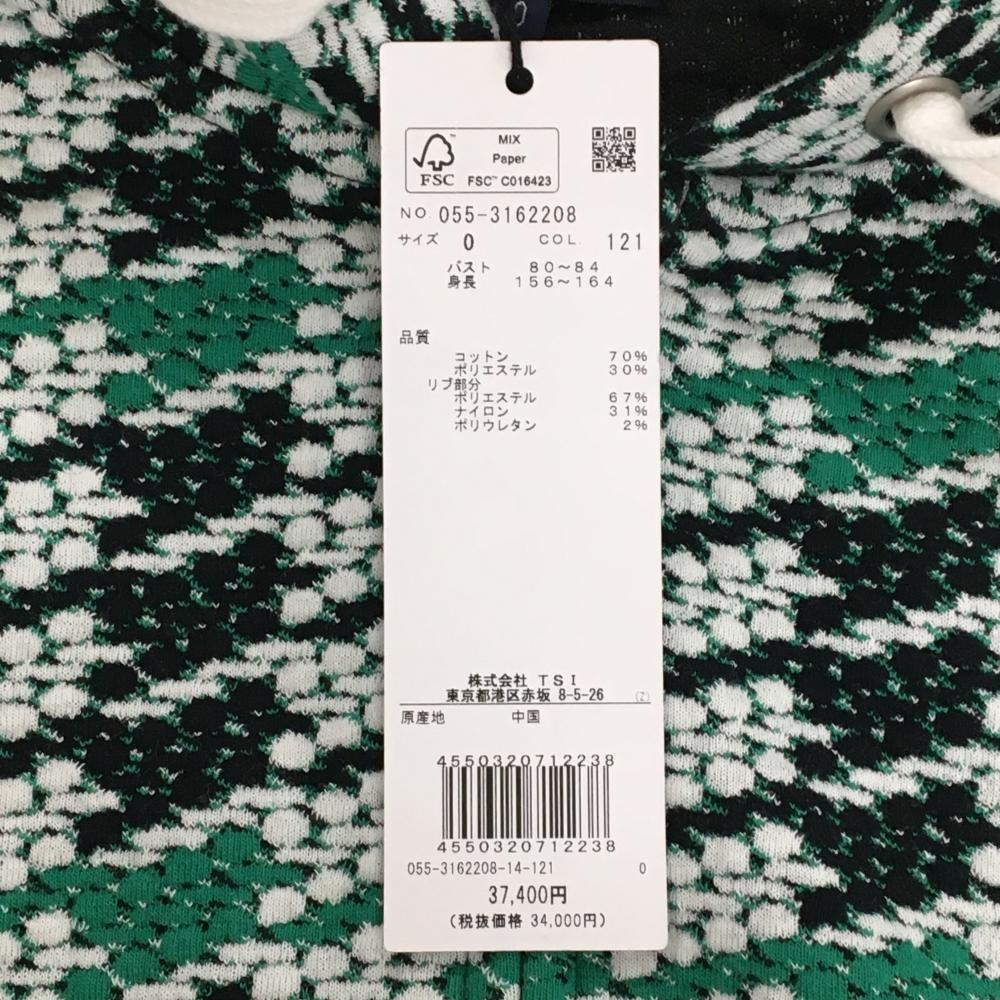 MIX
Paper
FSC™ C016423
FSC
NO. 055-3162208
サイズ 0 COL. 121
バスト 80～84
身長 156～164
品質
コットン 70%
ポリエステル 30%
リブ部分
ポリエステル 67%
ナイロン 31%
ポリウレタン 2%
株式会社 TSI
東京都港区赤坂 8-5-26 (Z)
原産地 中国
4550320712238
4550320712238
055-3162208-14-121 0
37,400円
(税抜価格 34,000円)